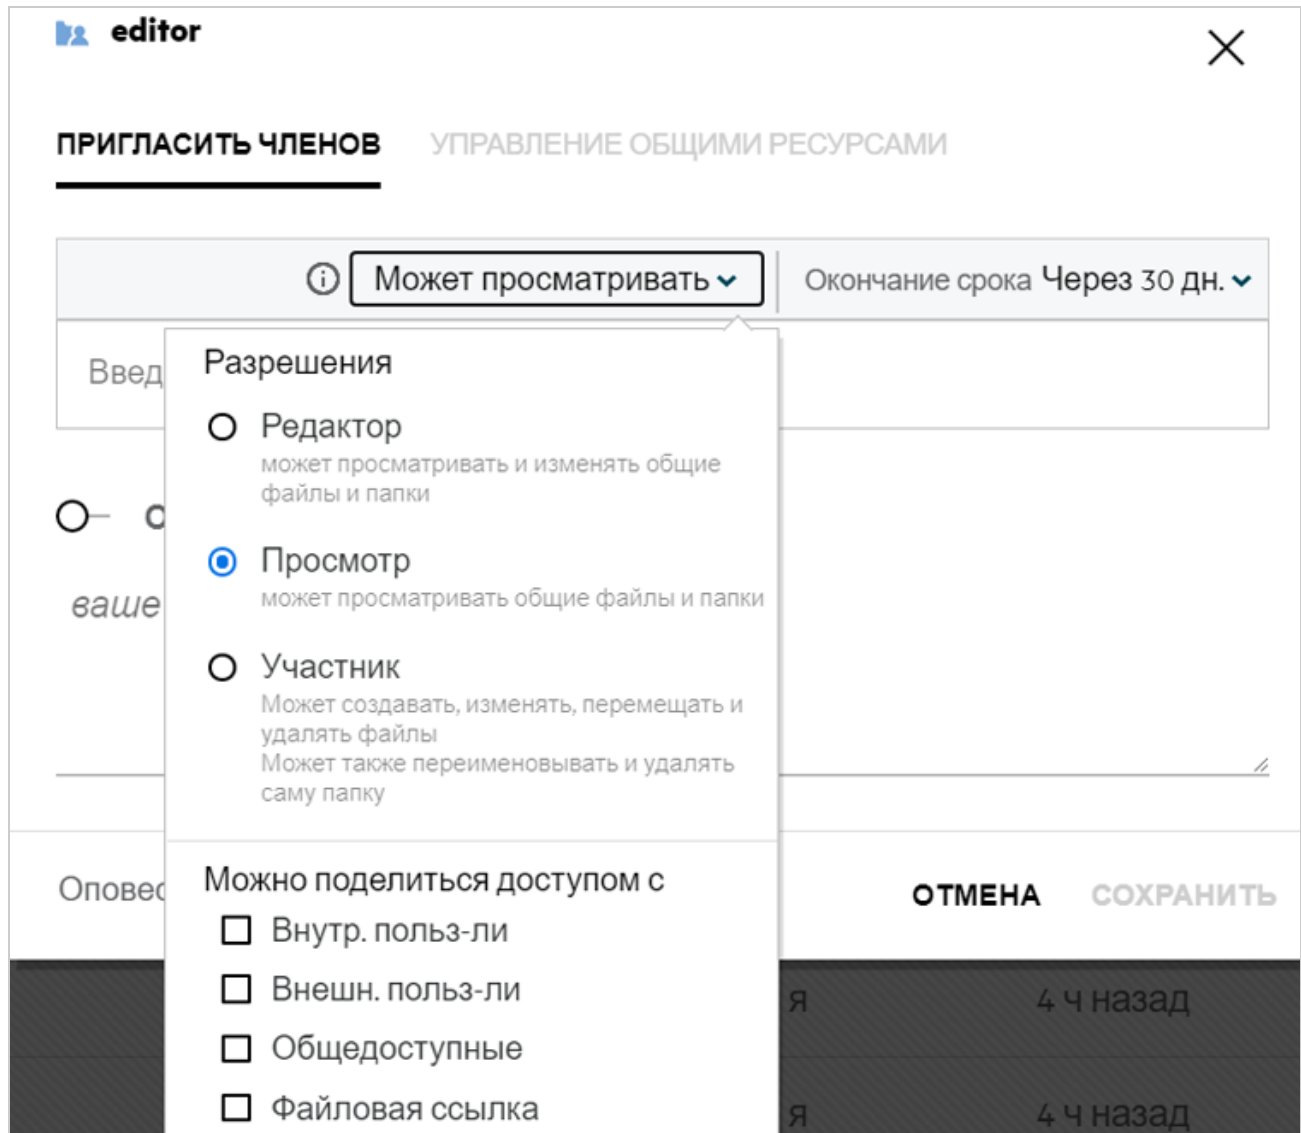 editor
ПРИГЛАСИТЬ ЧЛЕНОВ УПРАВЛЕНИЕ ОБЩИМИ РЕСУРСАМИ
Может просматривать Окончание срока Через 30 дн.
Введ
Разрешения
Редактор
может просматривать и изменять общие
файлы и папки
Просмотр
может просматривать общие файлы и папки
ваше
Участник
Может создавать, изменять, перемещать и
удалять файлы
Может также переименовывать и удалять
саму папку
Можно поделиться доступом с
Оповес
ОТМЕНА СОХРАНИТЬ
Внутр. польз-ли
Внешн. польз-ли
я 4 ч назад
Общедоступные
Файловая ссылка
я 4 ч назад